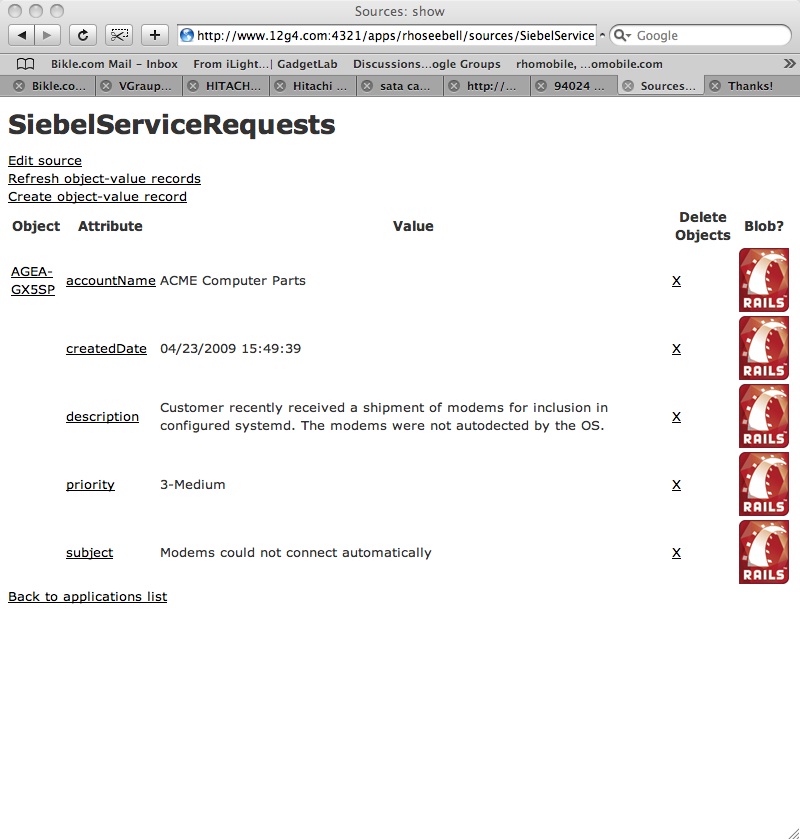 Sources: show
http://www.12g4.com:4321/apps/rhoseebell/sources/SiebelService
Google
Bikle.com Mail – Inbox From iLight...| GadgetLab Discussions...ogle Groups rhomobile, ...omobile.com
Bikle.co... VGroup... HITACH... Hitachi ... sata ca... http://... 94024 ... Sources... Thanks!
SiebelServiceRequests
Edit source
Refresh object-value records
Create object-value record
Object Attribute Value Delete Objects Blob?
AGEA-GX5SP accountName ACME Computer Parts X RAILS
createdDate 04/23/2009 15:49:39 X RAILS
description Customer recently received a shipment of modems for inclusion in
configured systemd. The modems were not autodected by the OS. X RAILS
priority 3-Medium X RAILS
subject Modems could not connect automatically X RAILS
Back to applications list